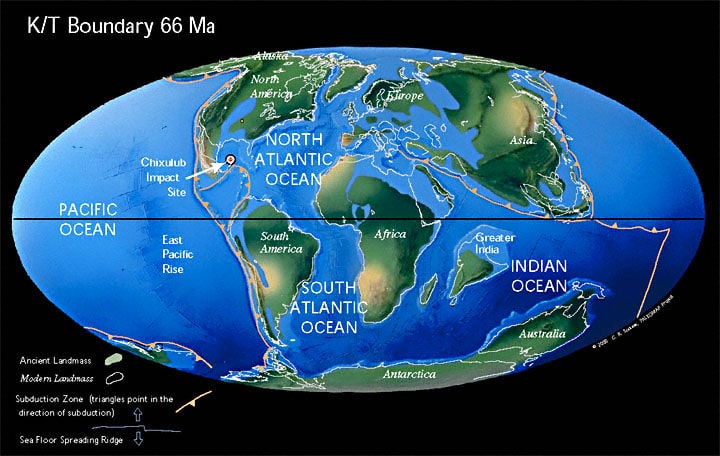 K/T Boundary 66 Ma
Alaska
North
America
Europe
Asia
NORTH
ATLANTIC
OCEAN
Chixulub
Impact
Site
PACIFIC
OCEAN
East
Pacific
Rise
South
America
Africa
Greater
India
INDIAN
OCEAN
SOUTH
ATLANTIC
OCEAN
Australia
Antarctica
© 2000 C. R. Scotese, PALEOMAP Project
Ancient Landmass
Modern Landmass
Subduction Zone (triangles point in the
direction of subduction)
Sea Floor Spreading Ridge